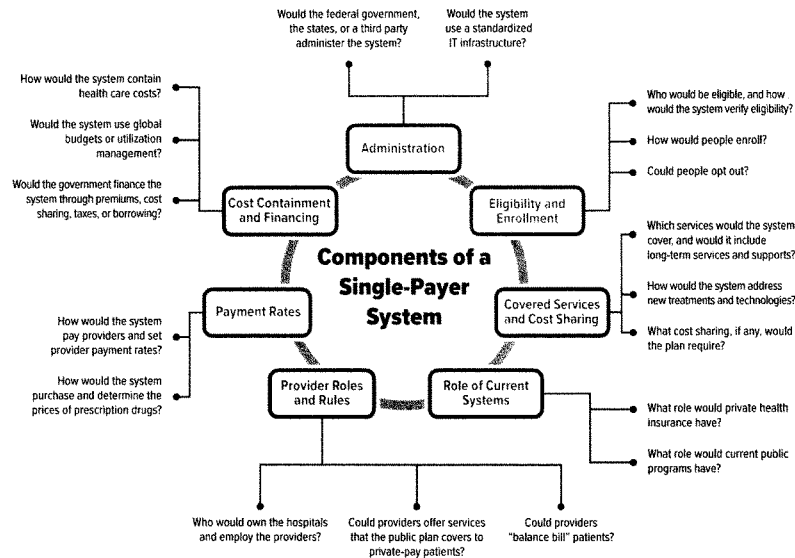 Would the federal government,
the states, or a third party
administer the system?
Would the system
use a standardized
IT infrastructure?
Administration
Who would be eligible, and how
would the system verify eligibility?
How would people enroll?
Could people opt out?
Eligibility and
Enrollment
Which services would the system
cover, and would it include
long-term services and supports?
How would the system address
new treatments and technologies?
What cost sharing, if any, would
the plan require?
Covered Services
and Cost Sharing
What role would private health
insurance have?
What role would current public
programs have?
Role of Current
Systems
Provider Roles
and Rules
Who would own the hospitals
and employ the providers?
Could providers offer services
that the public plan covers to
private-pay patients?
Could providers
"balance bill" patients?
Payment Rates
How would the system
pay providers and set
provider payment rates?
How would the system
purchase and determine the
prices of prescription drugs?
Cost Containment
and Financing
How would the system contain
health care costs?
Would the system use global
budgets or utilization
management?
Would the government finance the
system through premiums, cost
sharing, taxes, or borrowing?
Components of a
Single-Payer
System